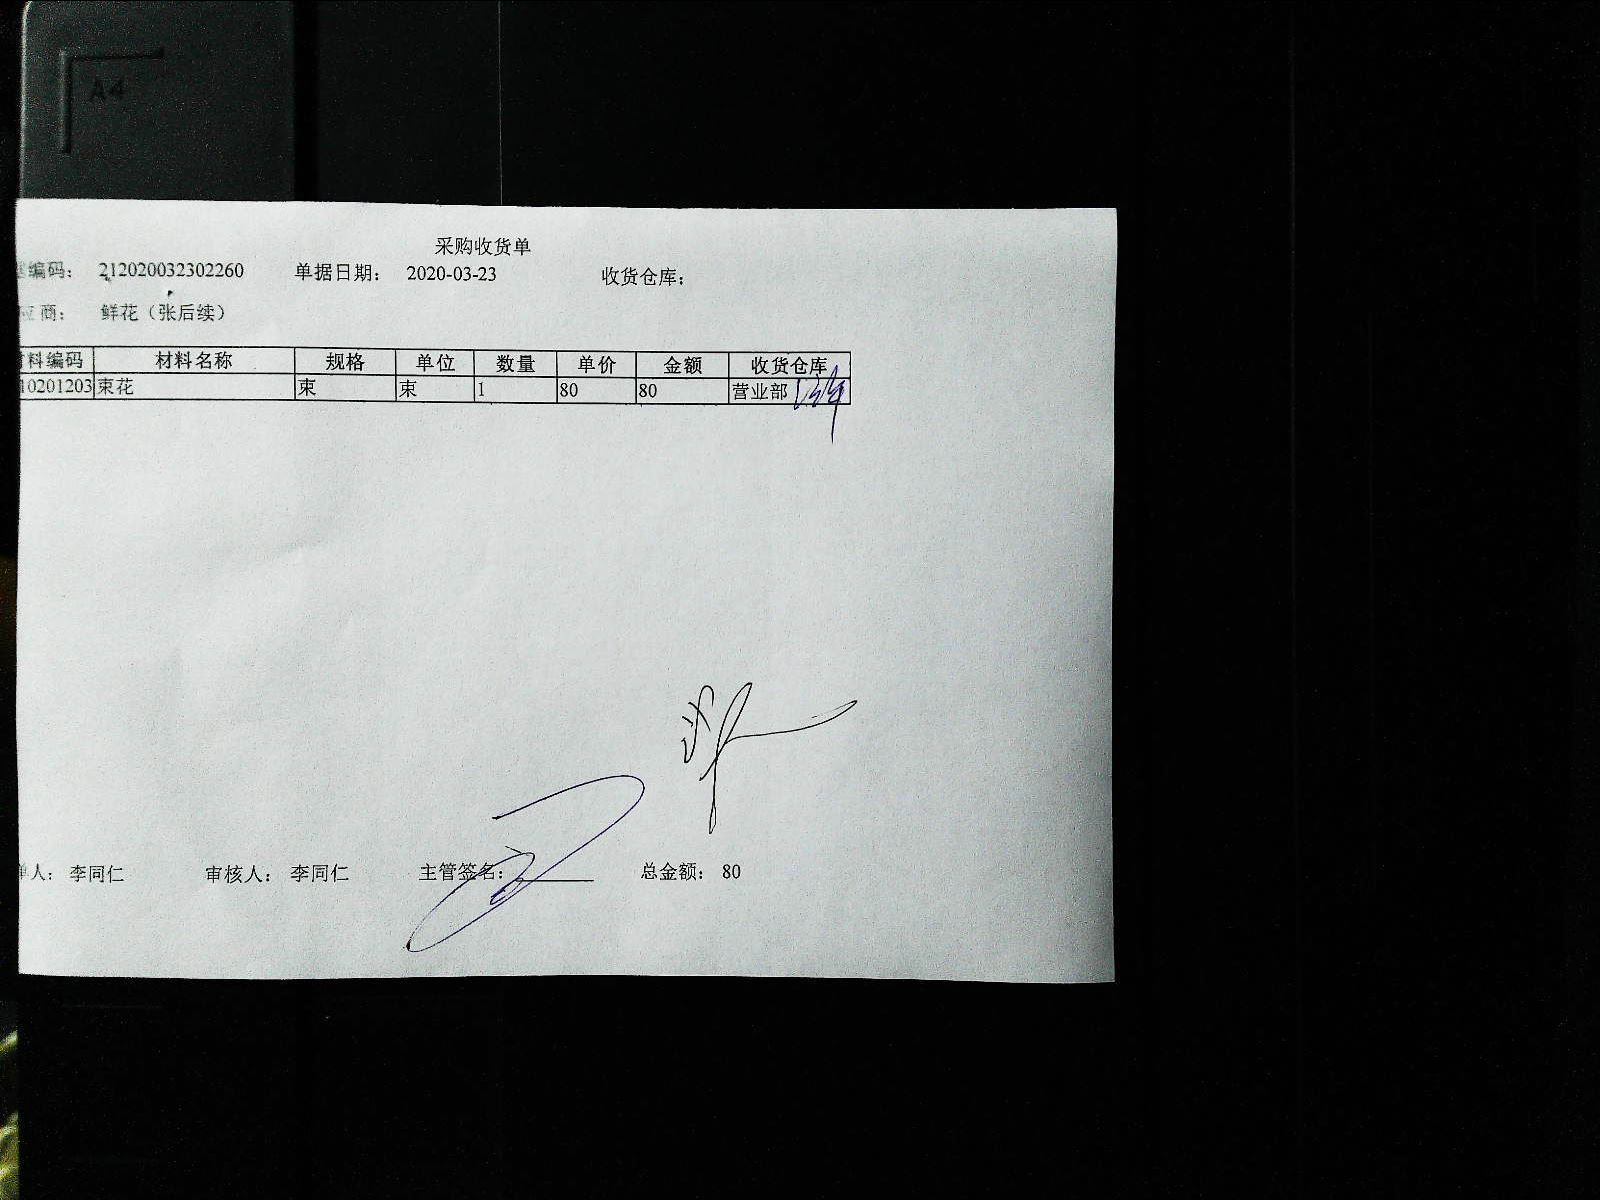 A4
采购收货单
编码： 212020032302260 单据日期： 2020-03-23 收货仓库：
应商： 鲜花（张后续）
材料编码 材料名称 规格 单位 数量 单价 金额 收货仓库
10201203 束花 束 束 1 80 80 营业部
单人： 李同仁 审核人： 李同仁 主管签名： 总金额： 80